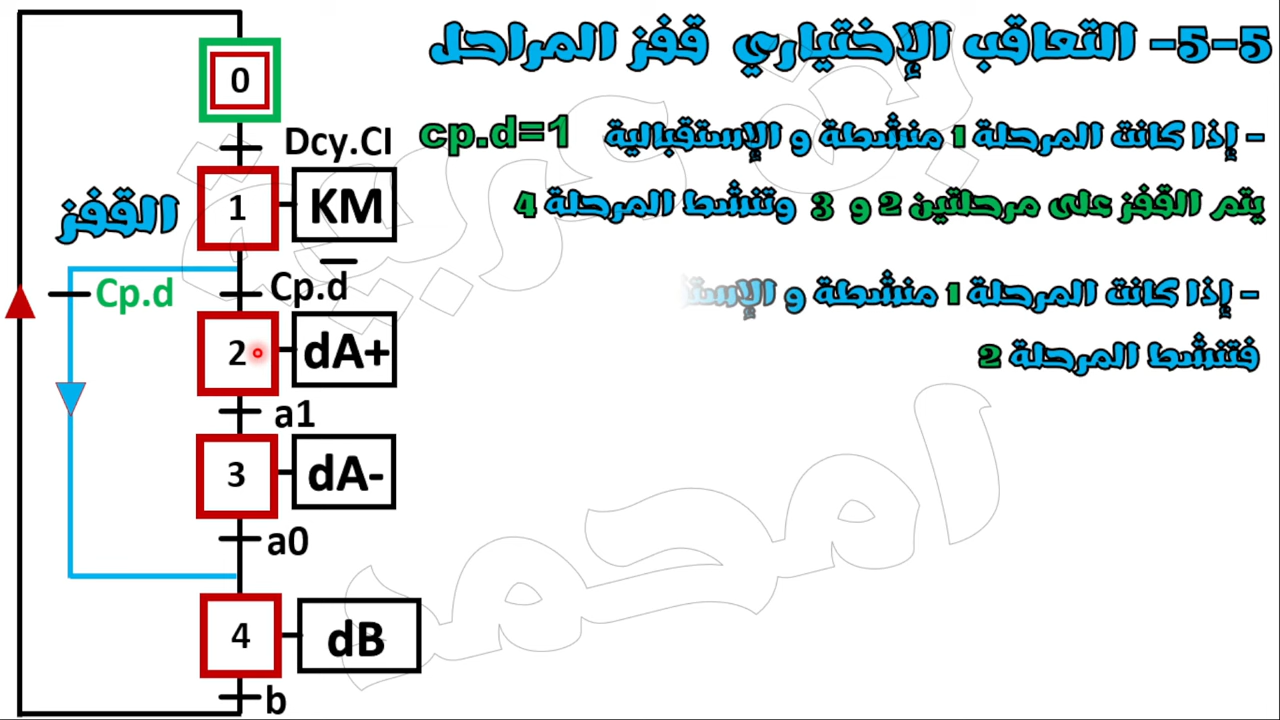 5-5- التعاقب الإختياري قفز المراحل
- إذا كانت المرحلة 1 منشطة و الإستقبالية cp.d=1
يتم القفز على مرحلتين 2 و 3 وتنشط المرحلة 4
- إذا كانت المرحلة 1 منشطة و
فتنشط المرحلة 2
0
Dcy.CI
1 KM
القفز
Cp.d
Cp.d̅
2 dA+
a1
3 dA-
a0
4 dB
b